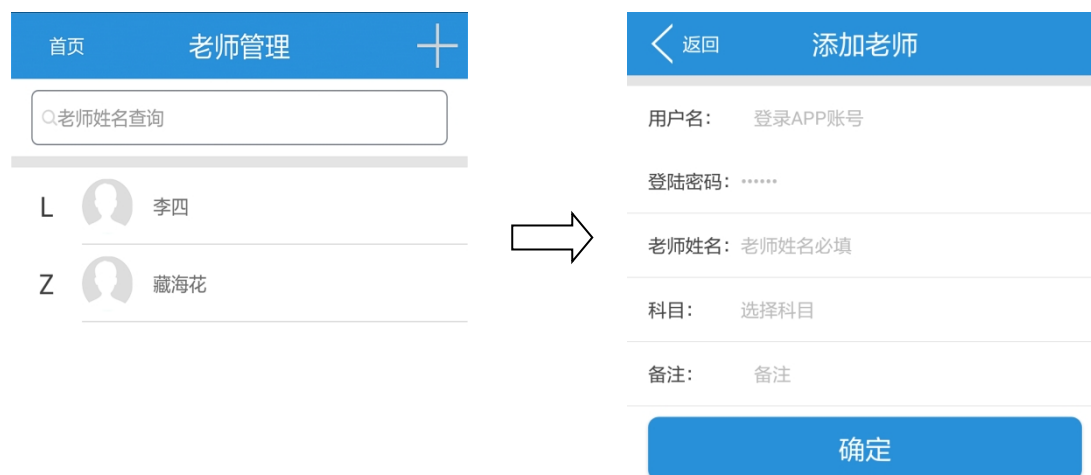 首页 老师管理
老师姓名查询
L 李四
Z 藏海花
返回 添加老师
用户名： 登录APP账号
登陆密码： ••••••
老师姓名： 老师姓名必填
科目： 选择科目
备注： 备注
确定